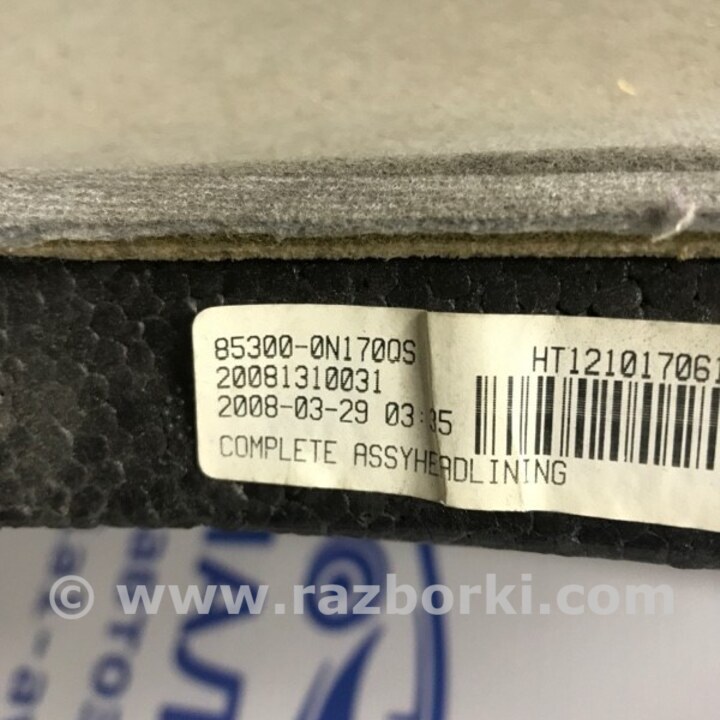 85300-0N170QS
HT121017061
20081310031
2008-03-29 03:35
COMPLETE ASSYHEADLINING
© www.razborki.com